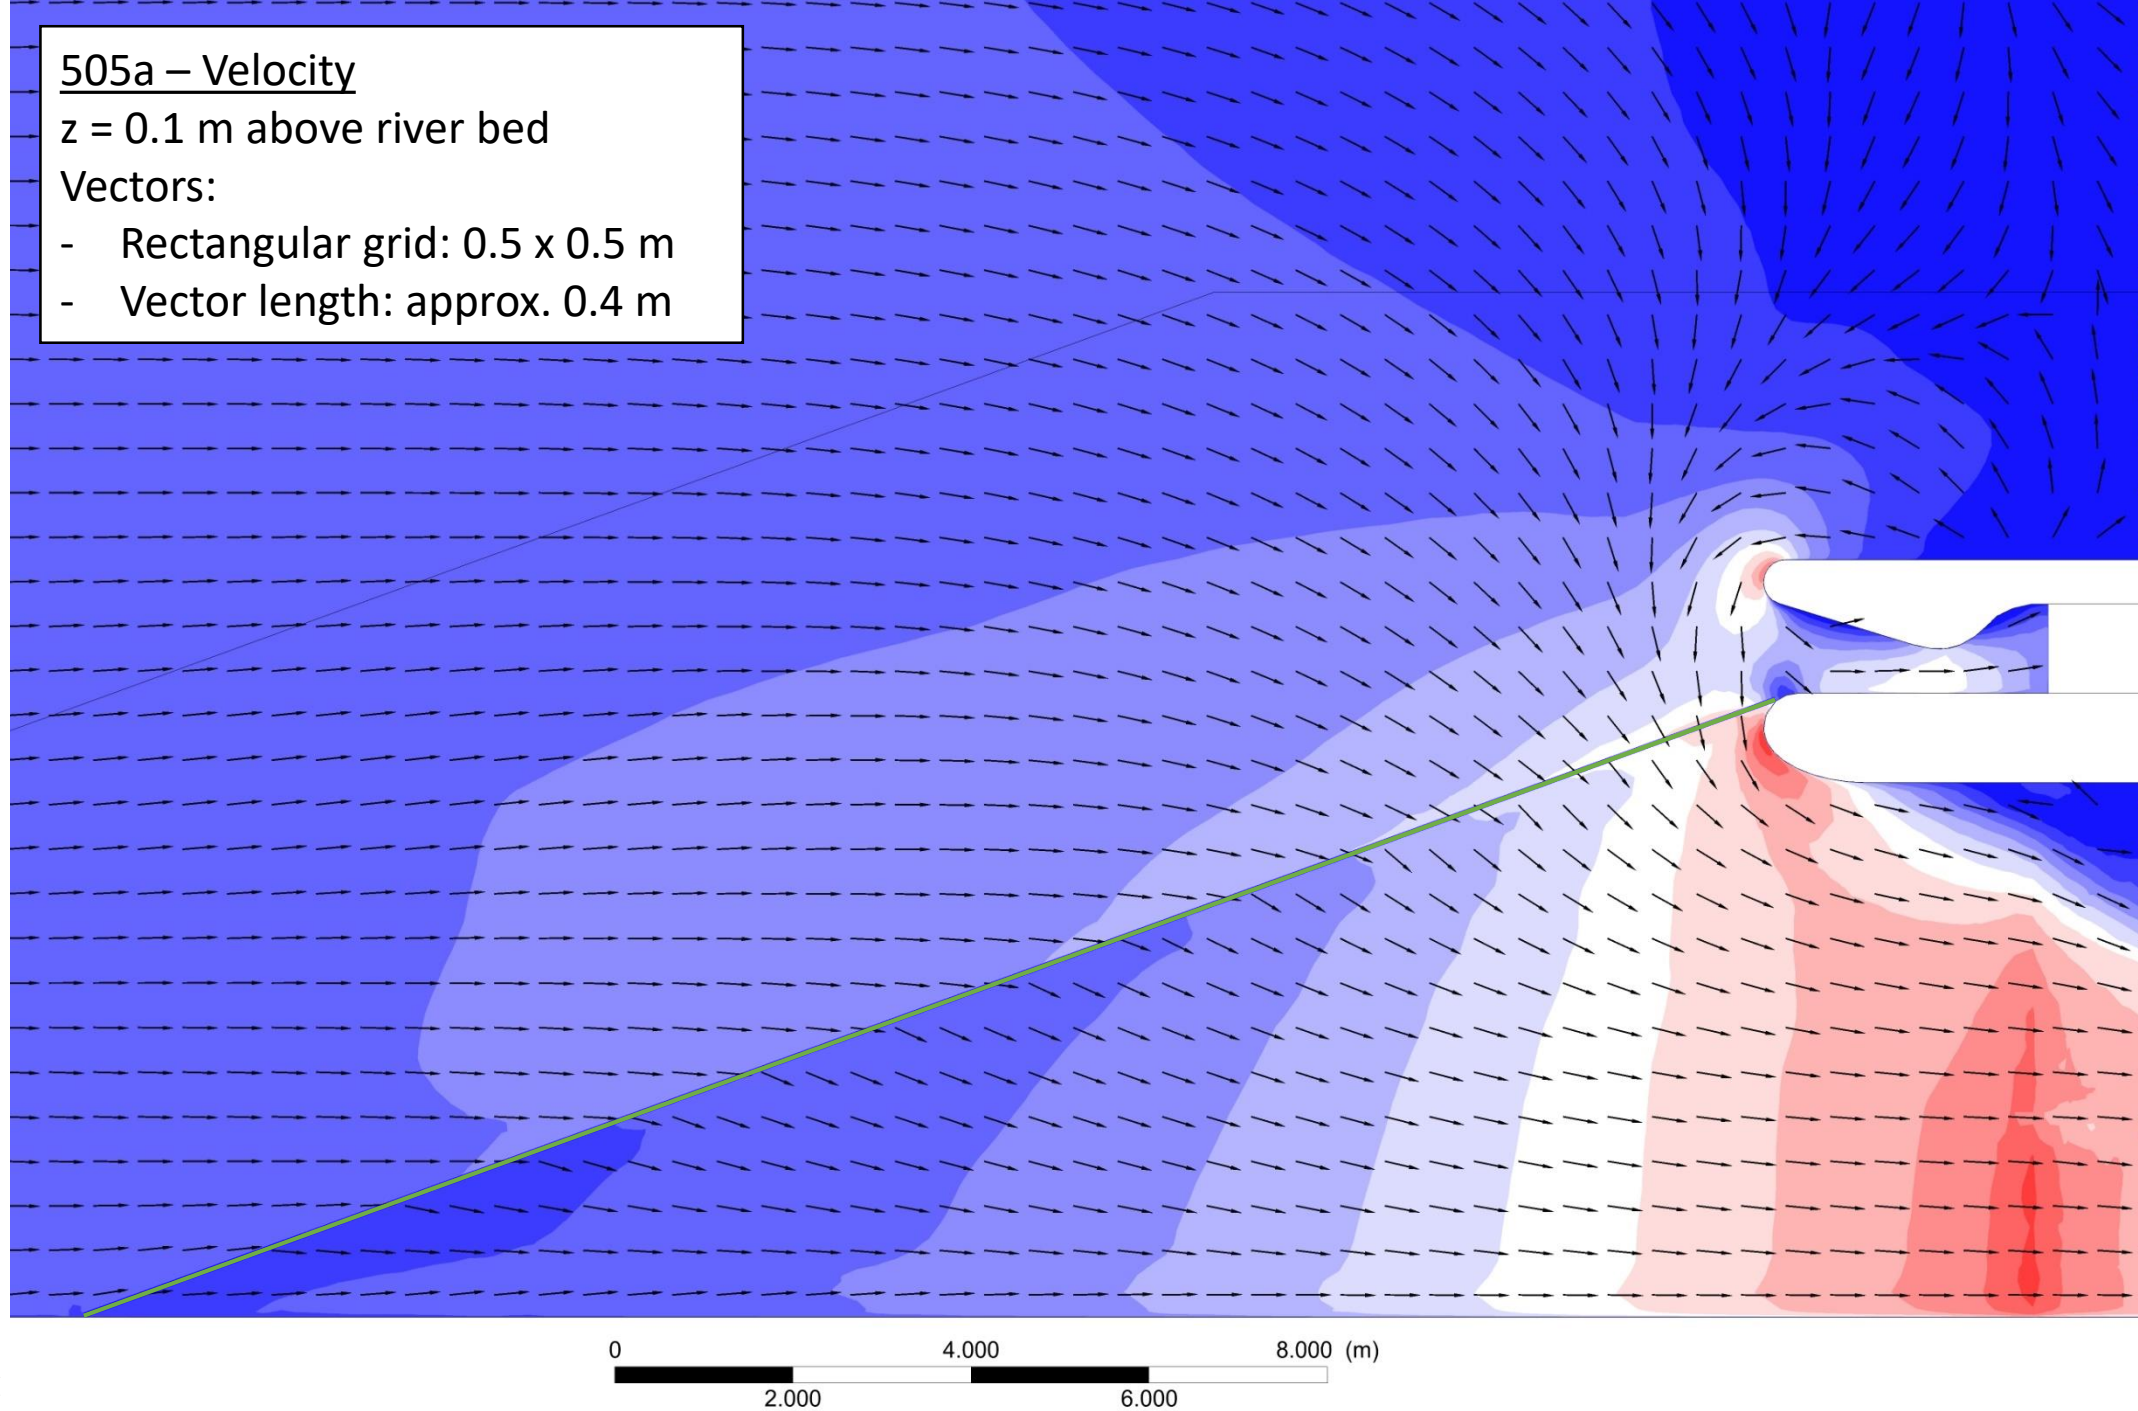 505a – Velocity
z = 0.1 m above river bed
Vectors:
- Rectangular grid: 0.5 x 0.5 m
- Vector length: approx. 0.4 m
0 4.000 8.000 (m)
2.000 6.000